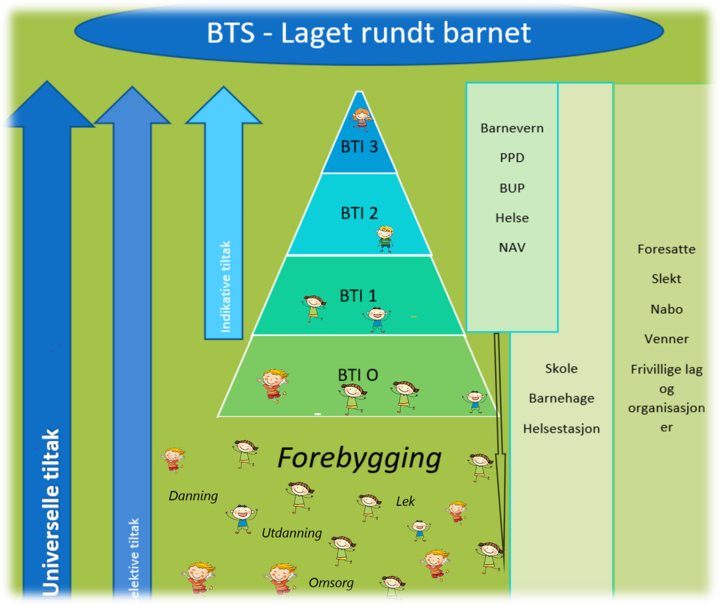 BTS - Laget rundt barnet
Universelle tiltak
elektive tiltak
Indikative tiltak
BTI 3
BTI 2
BTI 1
BTI O
Forebygging
Danning
Lek
Utdanning
Omsorg
Barnevern
PPD
BUP
Helse
NAV
Skole
Barnehage
Helsestasjon
Foresatte
Slekt
Nabo
Venner
Frivillige lag
og
organisasjon
er